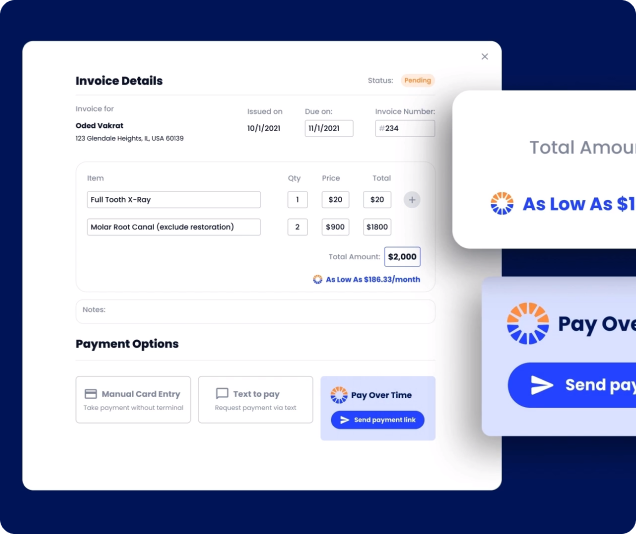 Invoice Details
Status: Pending
Invoice for
Issued on
Due on:
Invoice Number:
Oded Vakrat
10/1/2021
11/1/2021
#234
123 Glendale Heights, IL, USA 60139
Item
Qty
Price
Total
Full Tooth X-Ray
1
$20
$20
+
Molar Root Canal (exclude restoration)
2
$900
$1800
Total Amount: $2,000
As Low As $186.33/month
Notes:
Payment Options
Manual Card Entry
Take payment without terminal
Text to pay
Request payment via text
Pay Over Time
Send payment link
Total Amou
As Low As $1
Pay Ove
Send pay